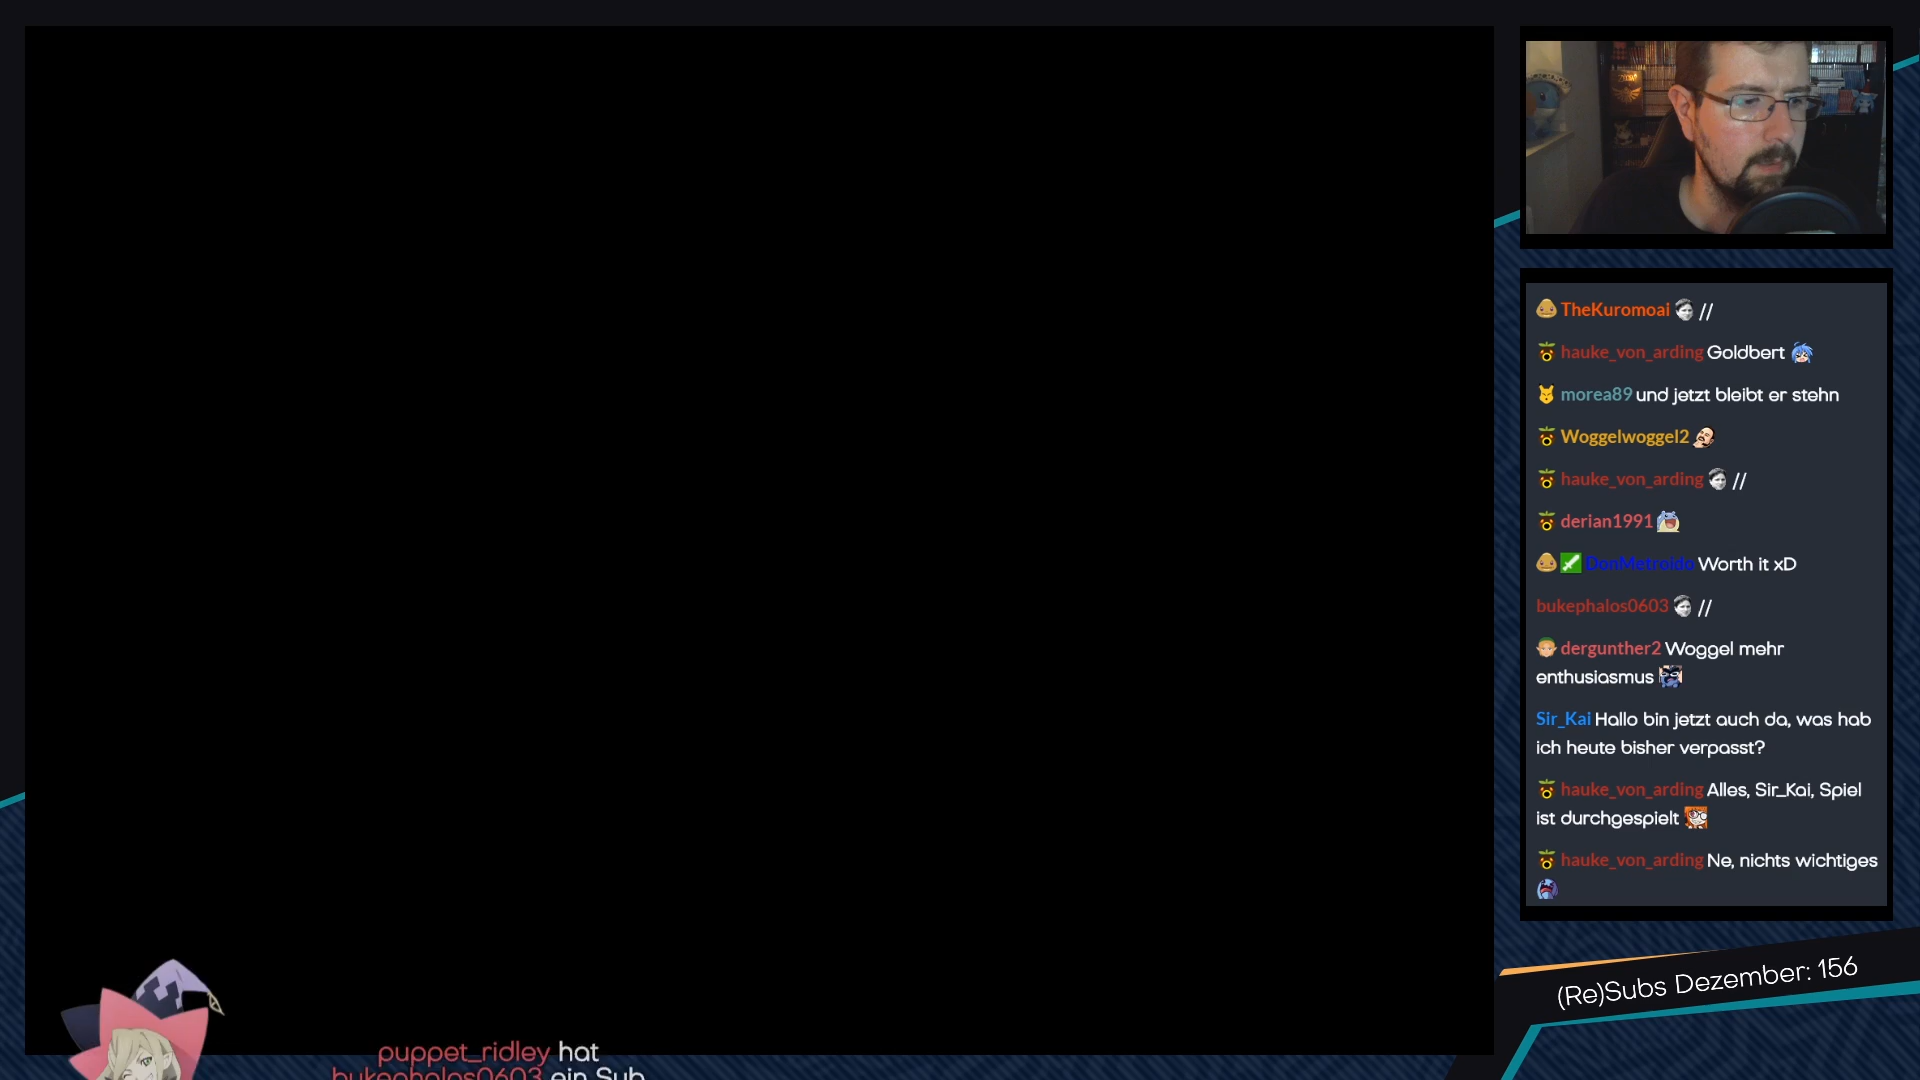 TheKuromoai //
hauke_von_arding Goldbert
morea89 und jetzt bleibt er stehn
Woggelwoggel2
hauke_von_arding //
derian1991
DonMetroido Worth it xD
bukephalos0603 //
dergunther2 Woggel mehr
enthusiasmus
Sir_Kai Hallo bin jetzt auch da, was hab
ich heute bisher verpasst?
hauke_von_arding Alles, Sir_Kai, Spiel
ist durchgespielt
hauke_von_arding Ne, nichts wichtiges
(Re)Subs Dezember: 156
puppet_ridley hat
bukephalos0603 ein Sub